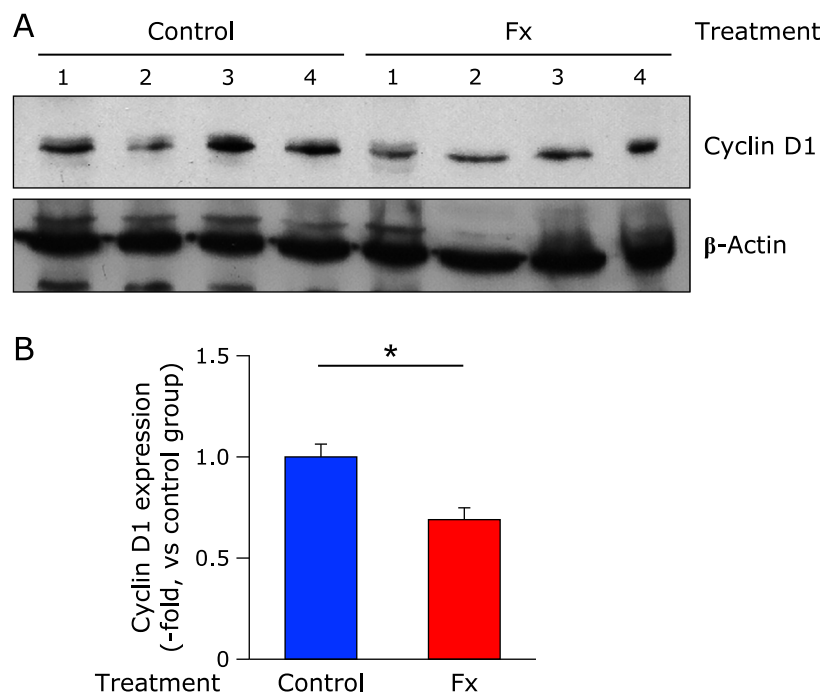 A
Control Fx Treatment
1 2 3 4 1 2 3 4
Cyclin D1
β-Actin
B
*
1.5
1.0
0.5
0
Cyclin D1 expression
(-fold, vs control group)
Treatment Control Fx